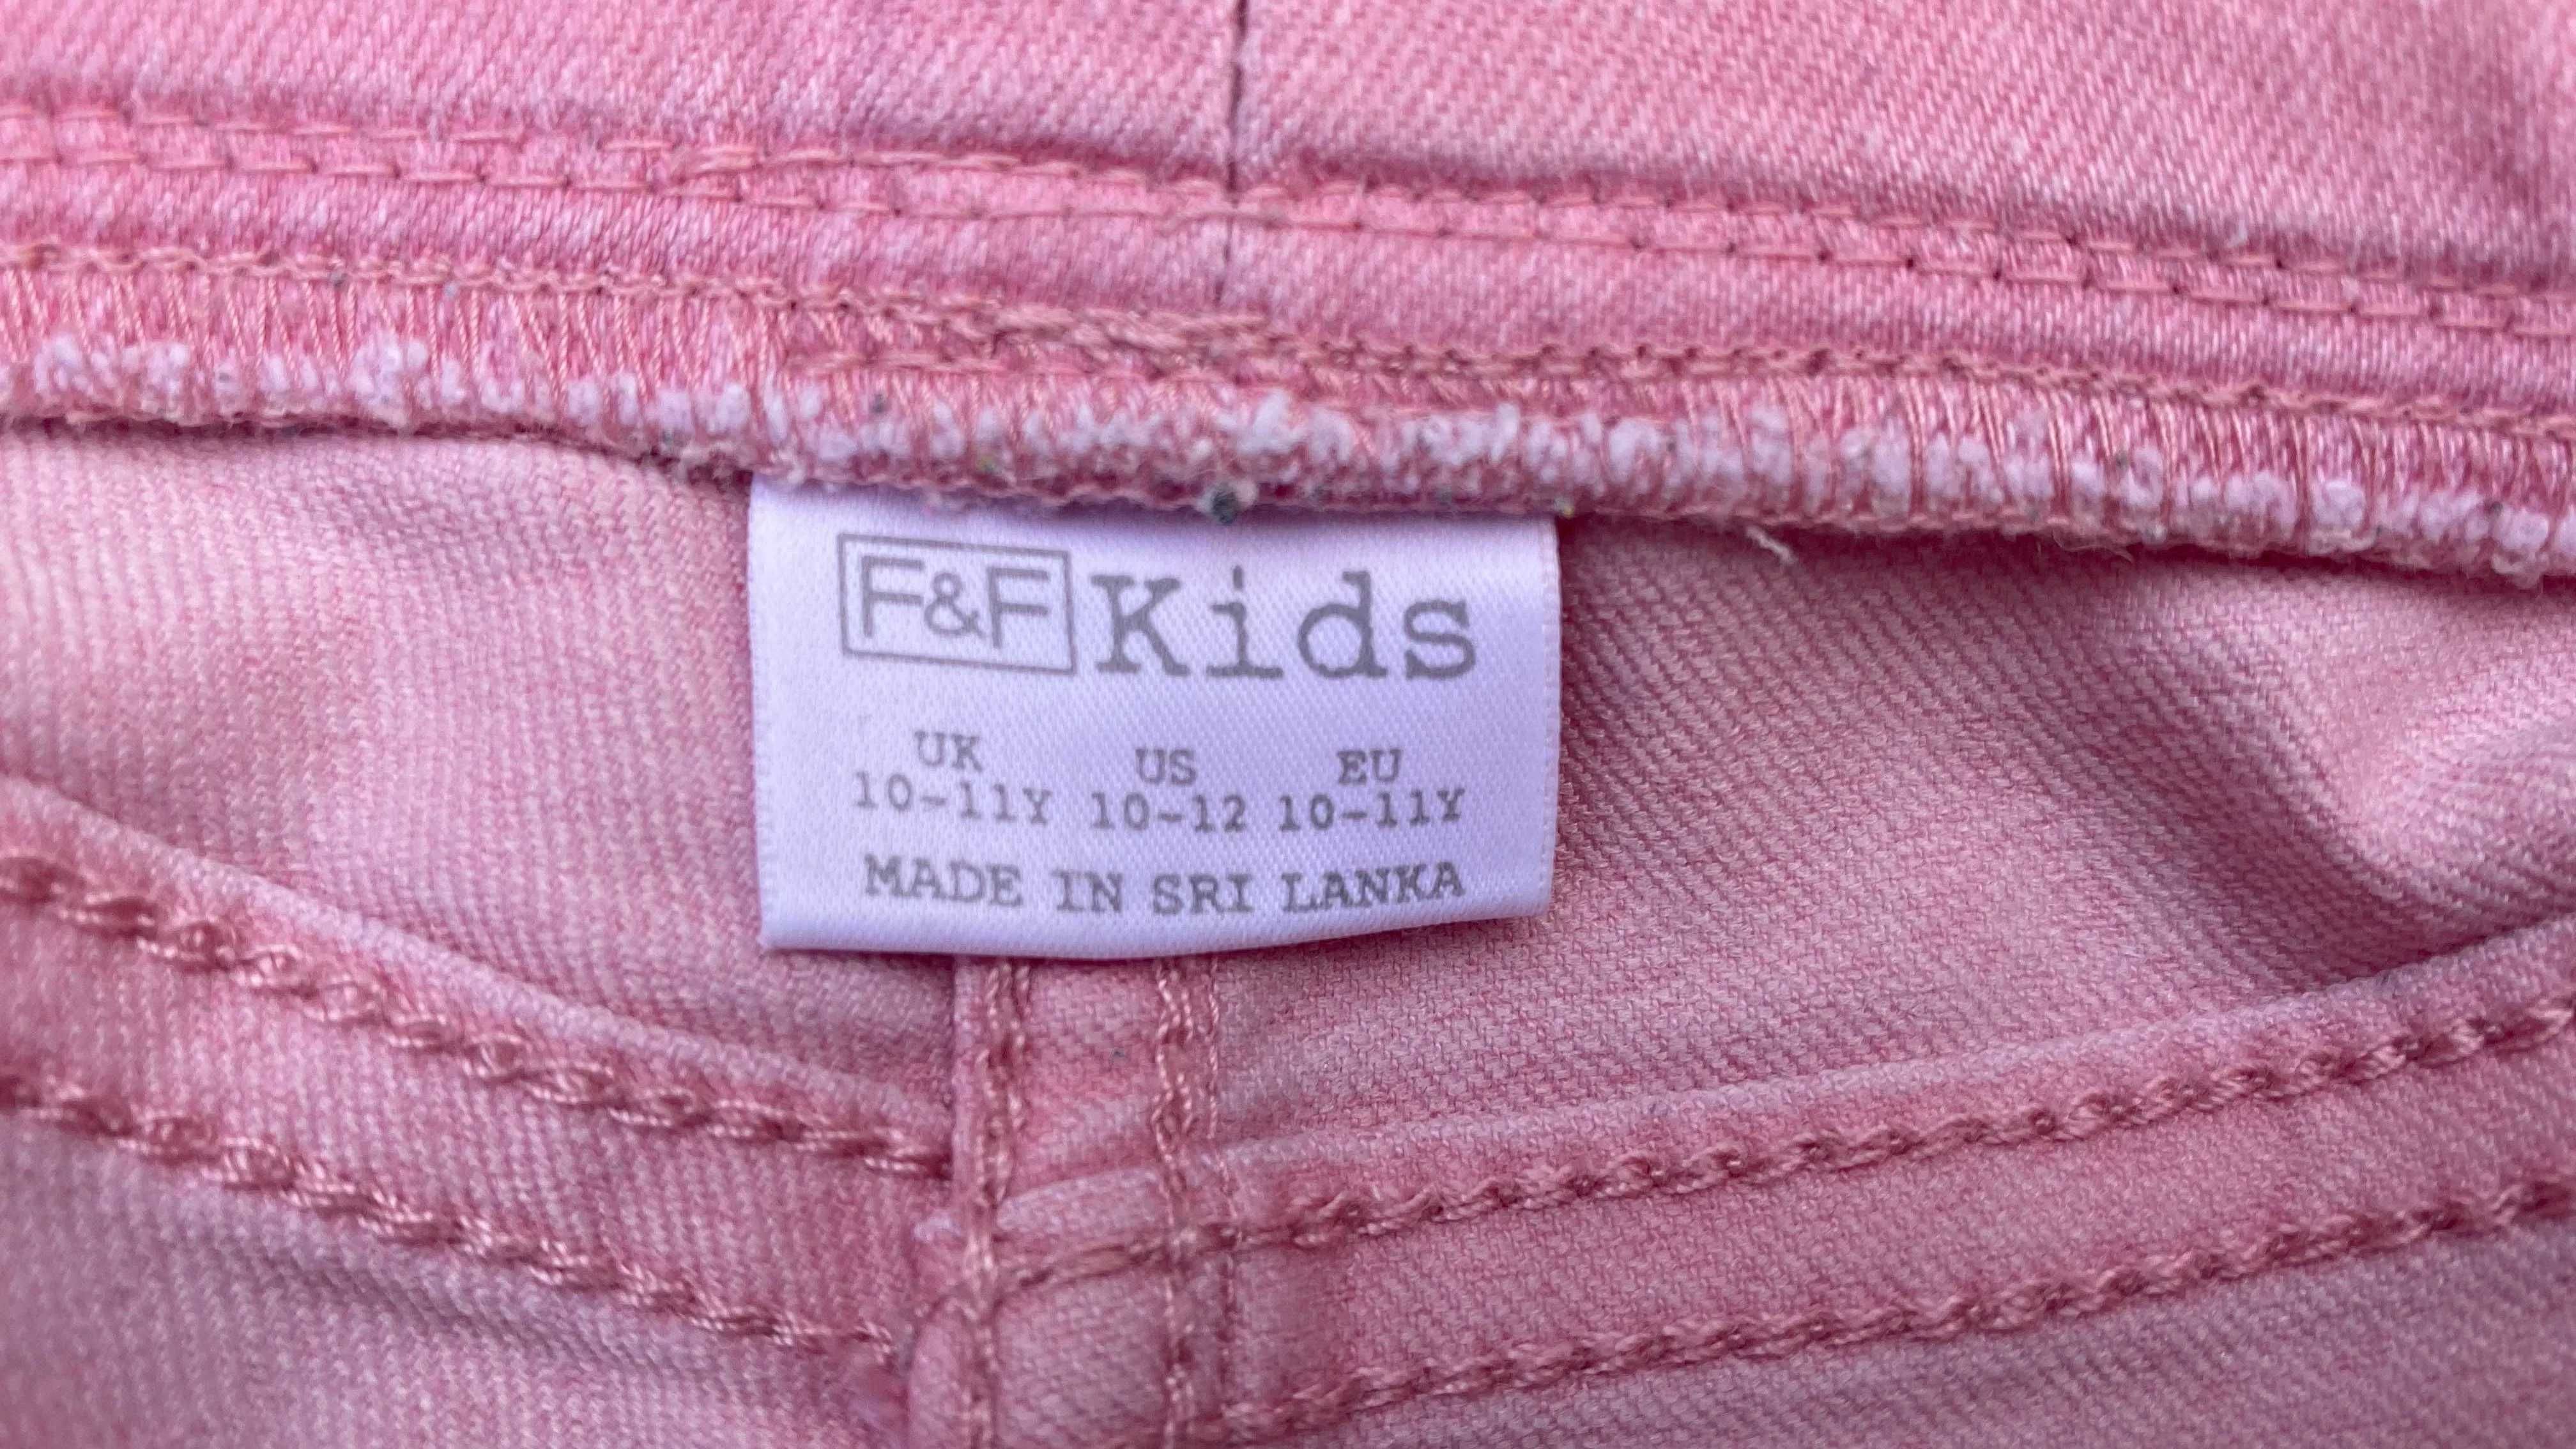 F&F Kids
UK US EU
10-11Y 10-12 10-11Y
MADE IN SRI LANKA